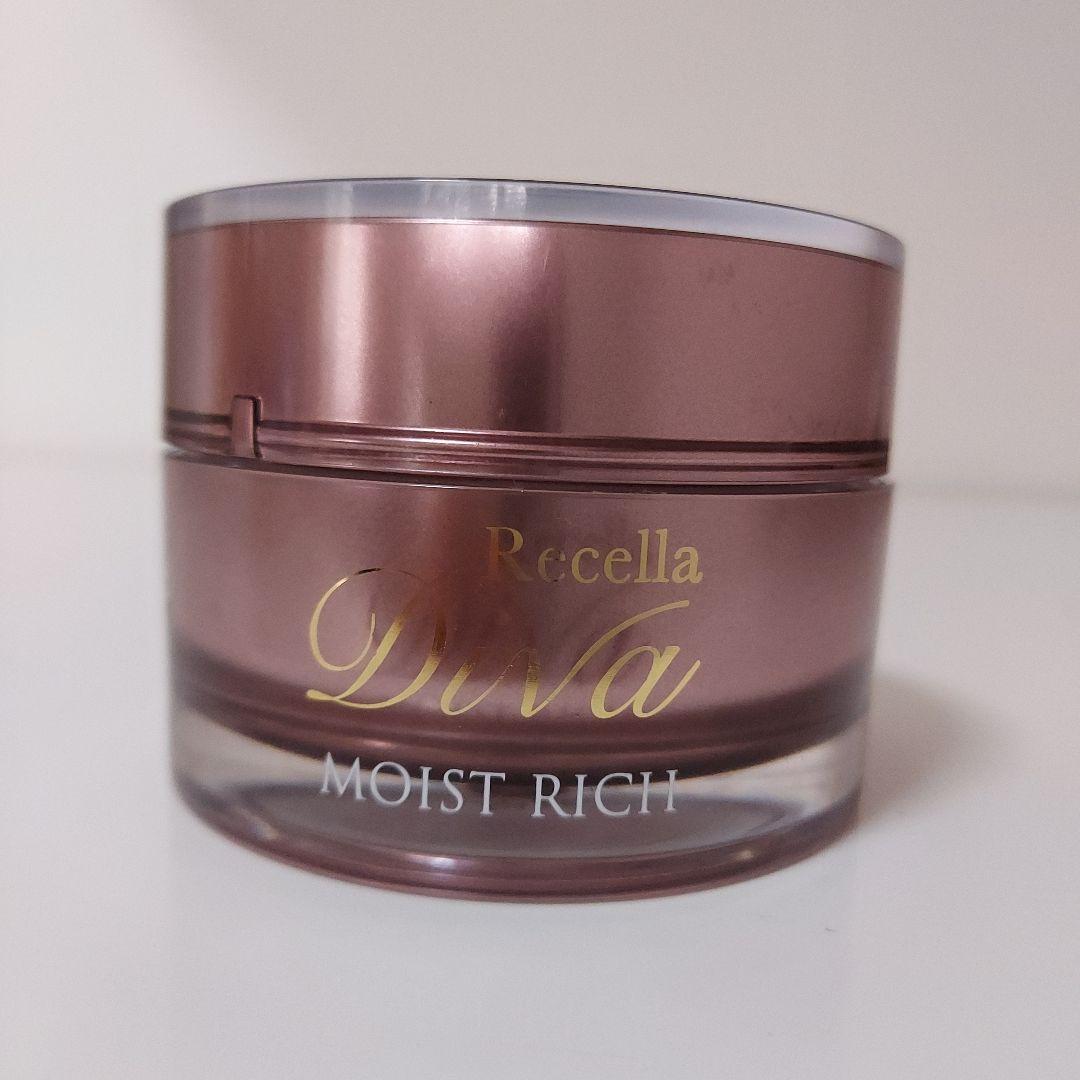 Recella
Diva
MOIST RICH